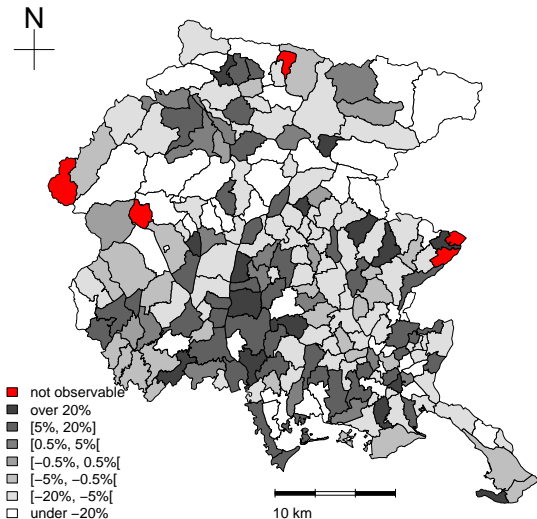 N
not observable
over 20%
[5%, 20%]
[0.5%, 5%[
[−0.5%, 0.5%[
[−5%, −0.5%[
[−20%, −5%[
under −20%
10 km